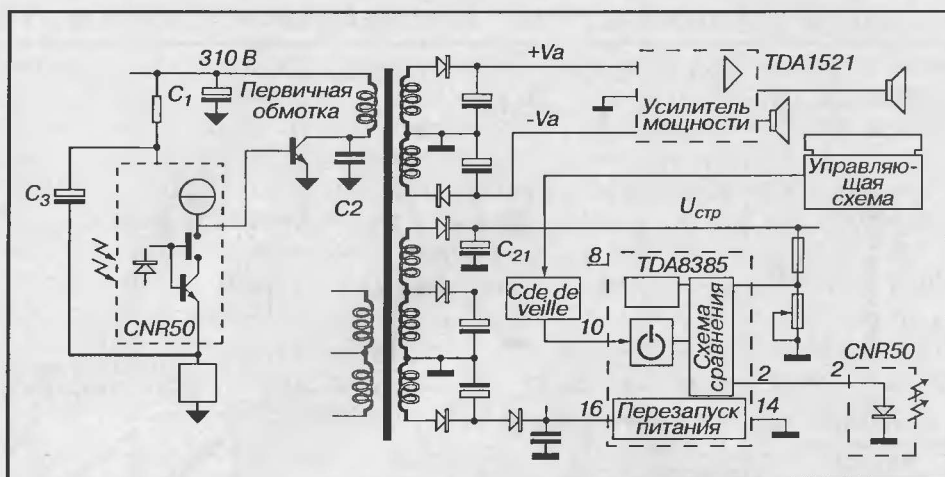 310 В
C₁
Первичная
обмотка
C₃
C2
CNR50
+Va
-Va
TDA1521
Усилитель
мощности
Управляю-
щая
схема
Uстр
C₂₁
8
TDA8385
Cde de
veille
10
Схема
сравнения
CNR50
2
2
16
Перезапуск
питания
14